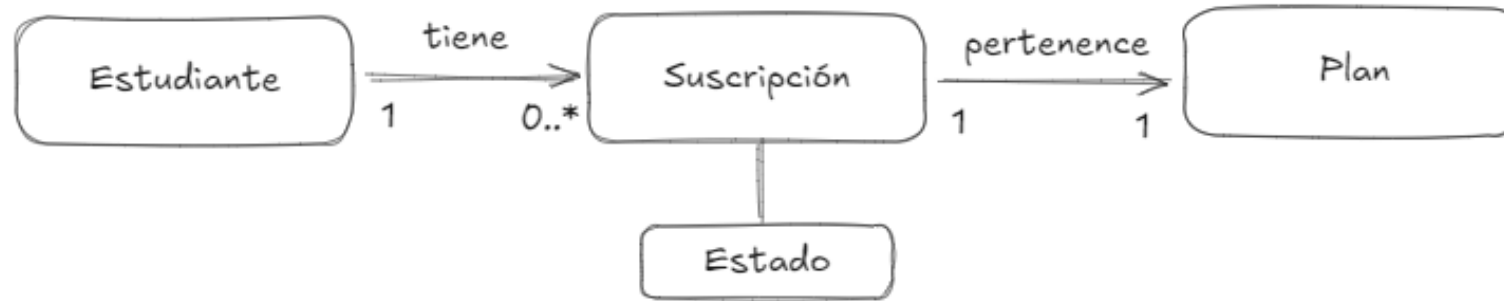 Estudiante
tiene
1
0..*
Suscripción
pertenence
1
1
Plan
Estado